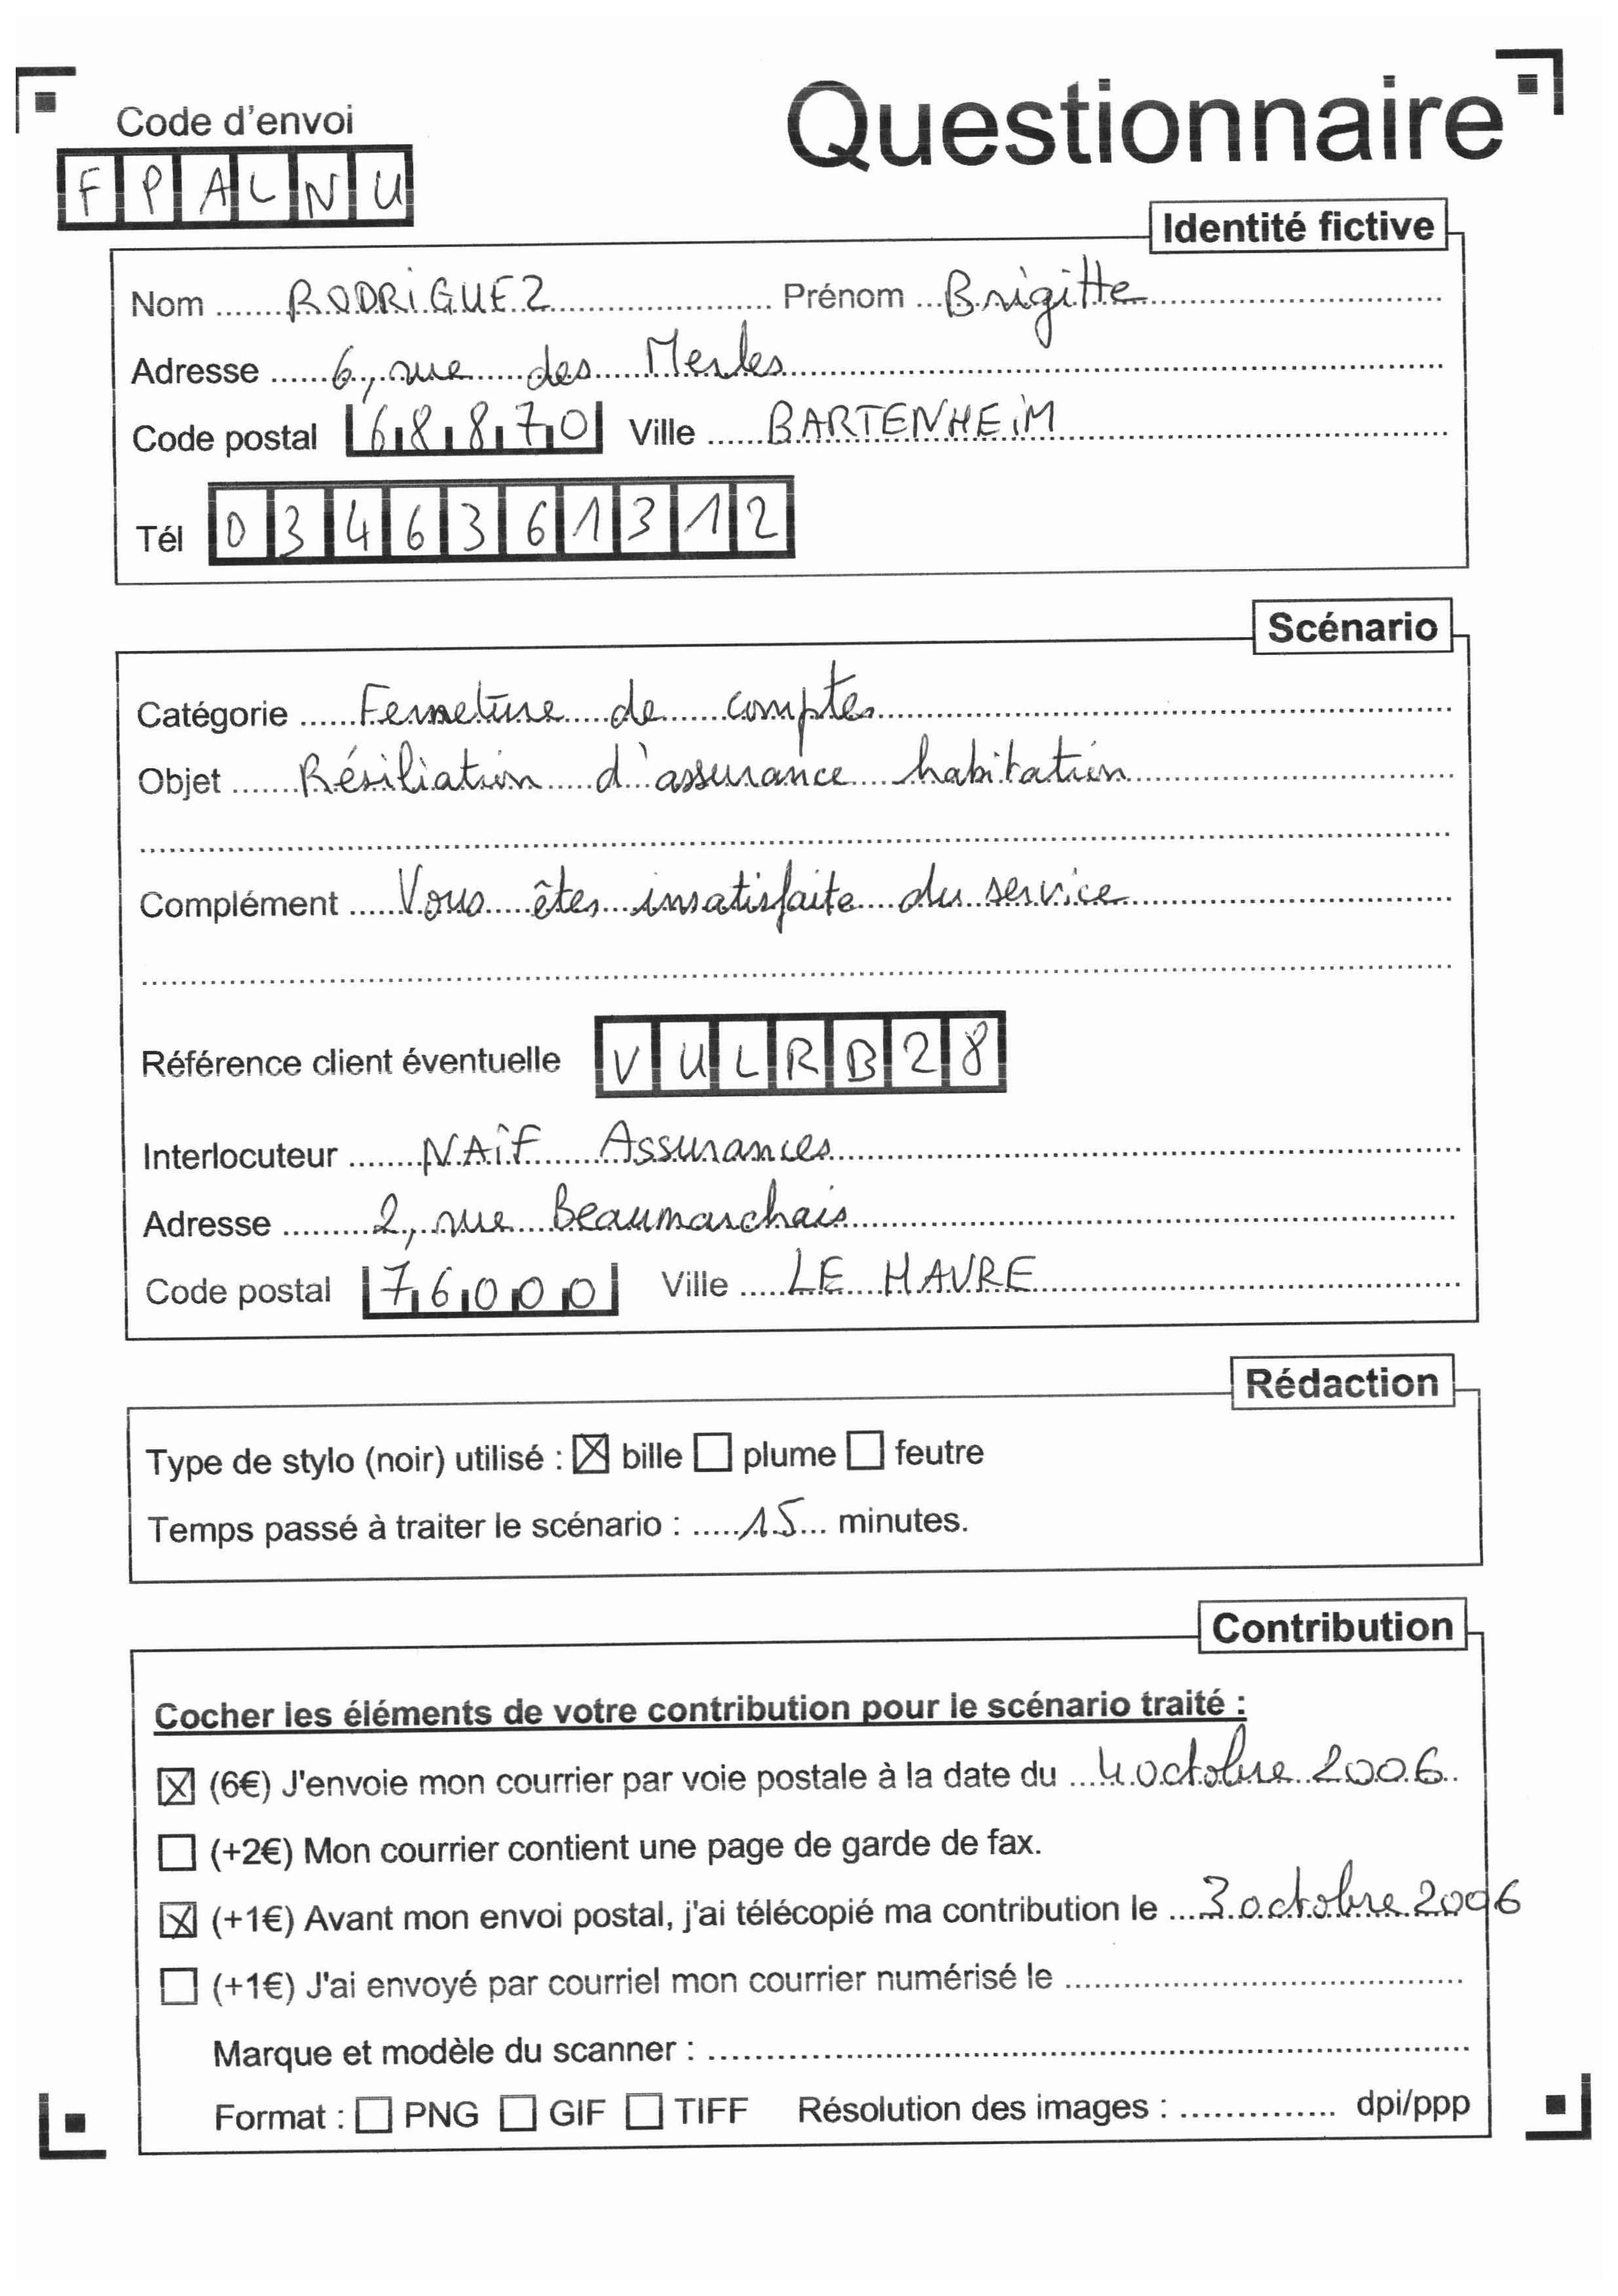 Questionnaire
Code d'envoi
FPALNU
Identité fictive
Nom RODRiGUEZ Prénom Brigitte
Adresse 6, rue des Merles
Code postal 68870 Ville BARTENHEiM
Tél 0346361312
Scénario
Catégorie Fermeture de comptes
Objet Résiliation d'assurance habitation
Complément Vous êtes insatisfaite du service
Référence client éventuelle VULRB28
Interlocuteur NAÎF Assurances
Adresse 2, rue Beaumarchais
Code postal 76000 Ville LE HAVRE
Rédaction
Type de stylo (noir) utilisé : ☒ bille ☐ plume ☐ feutre
Temps passé à traiter le scénario : 15 minutes.
Contribution
Cocher les éléments de votre contribution pour le scénario traité :
☒ (6€) J'envoie mon courrier par voie postale à la date du 4 octobre 2006
☐ (+2€) Mon courrier contient une page de garde de fax.
☒ (+1€) Avant mon envoi postal, j'ai télécopié ma contribution le 3 octobre 2006
☐ (+1€) J'ai envoyé par courriel mon courrier numérisé le
Marque et modèle du scanner :
Format : ☐ PNG ☐ GIF ☐ TIFF Résolution des images : dpi/ppp